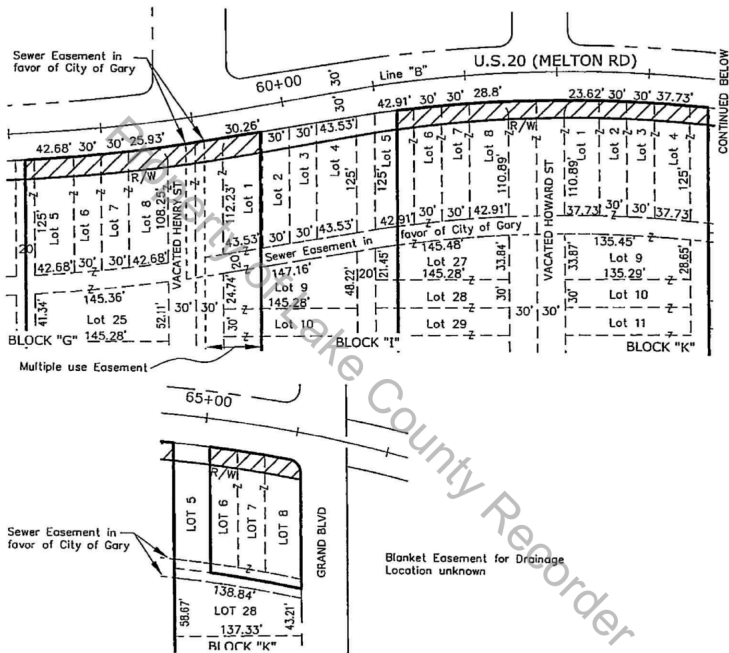 Sewer Easement in
favor of City of Gary
60+00
30'
30'
Line "B"
U.S.20 (MELTON RD)
CONTINUED BELOW
42.68' 30' 30' 25.93'
30.26'
30' 30' 43.53'
42.91' 30' 30' 28.8'
23.62' 30' 30' 37.73'
R/W
R/W
125'
Lot 5
Lot 6
Lot 7
Lot 8
108.25'
VACATED HENRY ST
112.23'
Lot 1
Lot 2
Lot 3
Lot 4
125'
125'
Lot 5
Lot 6
Lot 7
Lot 8
110.89'
VACATED HOWARD ST
110.89'
Lot 1
Lot 2
Lot 3
Lot 4
125'
20'
42.68' 30' 30' 42.68'
43.53' 30' 30' 43.53'
42.91' 30' 30' 42.91'
37.73' 30' 30' 37.73'
Sewer Easement in favor of City of Gary
41.34'
145.36'
Lot 25
145.28'
52.11'
30'
30'
20'
24.74'
30'
147.16'
Lot 9
145.28'
Lot 10
48.22'
20'
21.45'
145.48'
Lot 27
145.28'
Lot 28
Lot 29
33.84'
30'
30'
30'
33.87'
30'
135.45'
Lot 9
135.29'
Lot 10
Lot 11
28.65'
BLOCK "G"
BLOCK "I"
BLOCK "K"
Multiple use Easement
65+00
R/W
LOT 5
LOT 6
LOT 7
LOT 8
GRAND BLVD
Sewer Easement in
favor of City of Gary
138.84'
58.67'
LOT 28
43.21'
137.33'
BLOCK "K"
Blanket Easement for Drainage
Location unknown
Property of Lake County Recorder